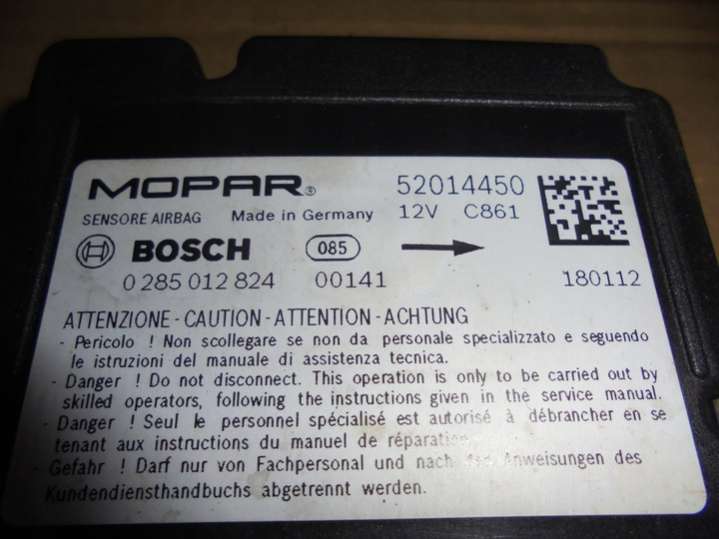 MOPAR® 52014450
SENSORE AIRBAG Made in Germany 12V C861
BOSCH 085
0 285 012 824 00141 180112
ATTENZIONE - CAUTION - ATTENTION - ACHTUNG
- Pericolo ! Non scollegare se non da personale specializzato e seguendo
le istruzioni del manuale di assistenza tecnica.
- Danger ! Do not disconnect. This operation is only to be carried out by
skilled operators, following the instructions given in the service manual.
- Danger ! Seul le personnel spécialisé est autorisé à débrancher en se
tenant aux instructions du manuel de réparation
- Gefahr ! Darf nur von Fachpersonal und nach Anweisungen des
Kundendiensthandbuchs abgetrennt werden.